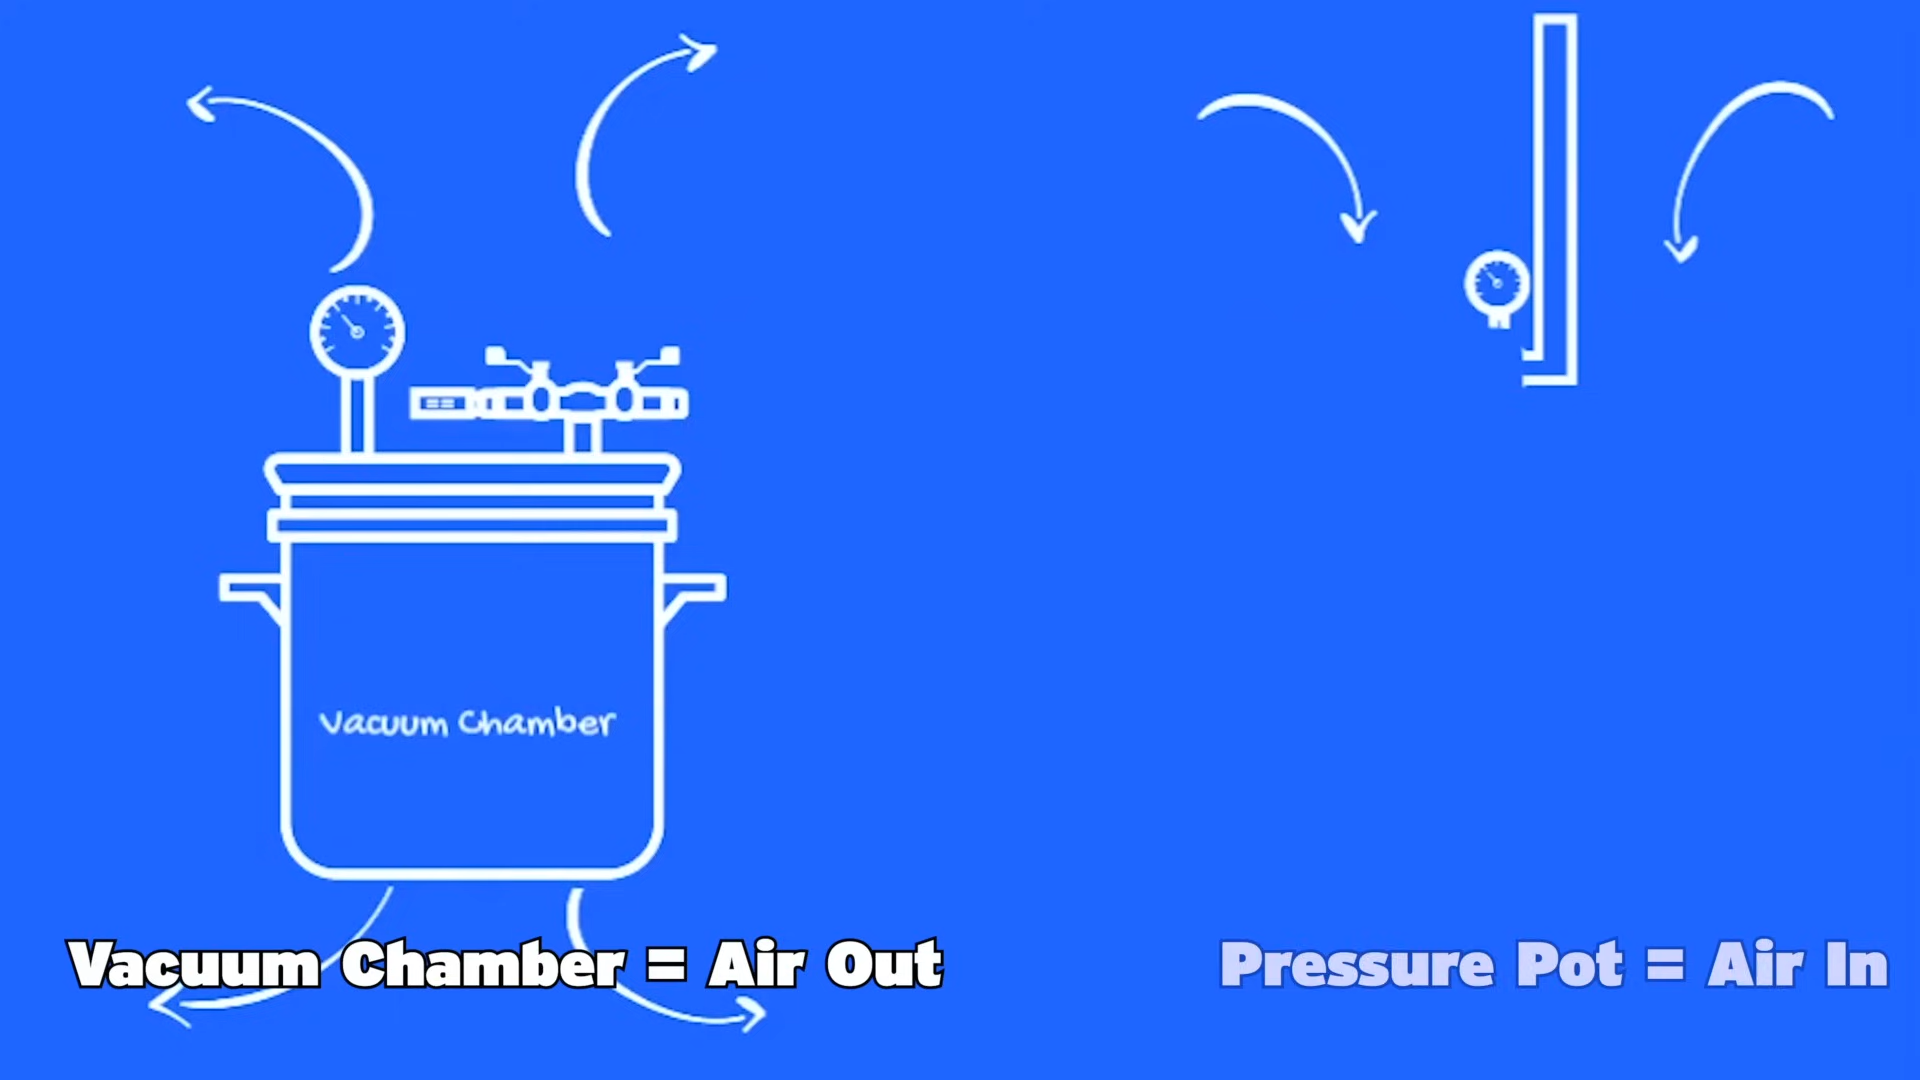 Vacuum Chamber
Vacuum Chamber = Air Out
Pressure Pot = Air In